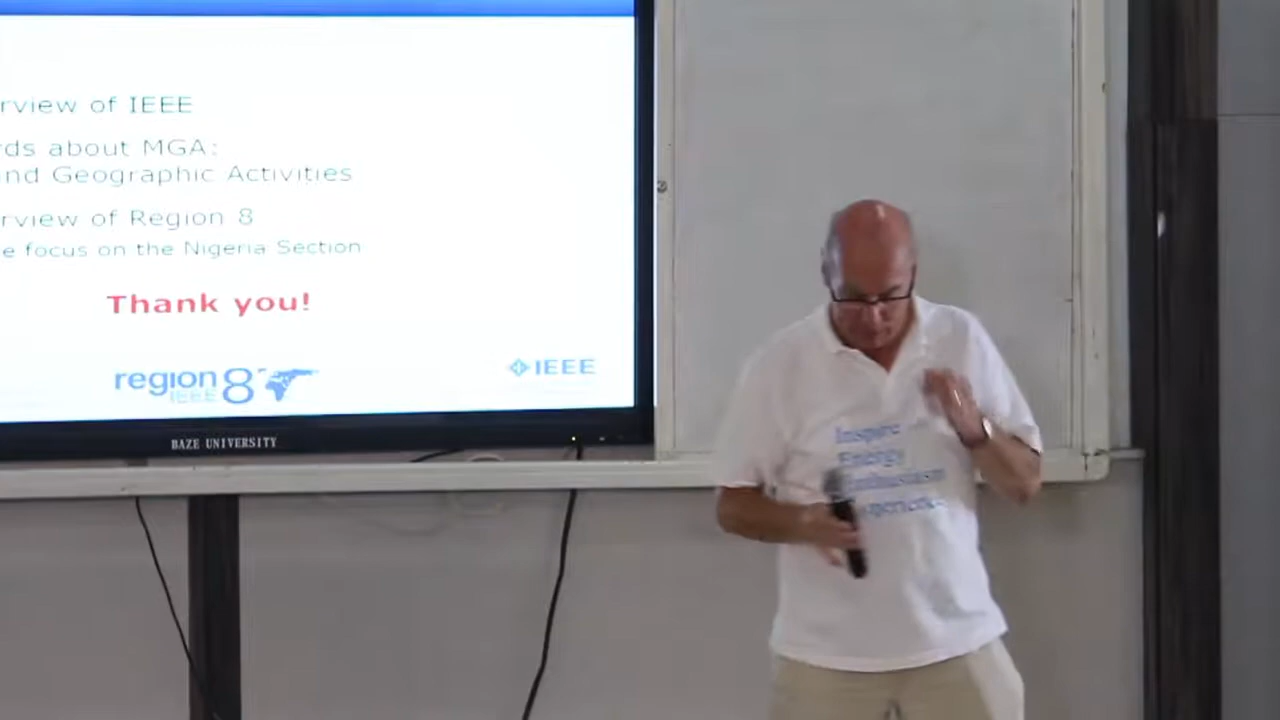 rview of IEEE
rds about MGA:
nd Geographic Activities
rview of Region 8
e focus on the Nigeria Section
Thank you!
region 8
IEEE
IEEE
BAZE UNIVERSITY
Inspire
Energy